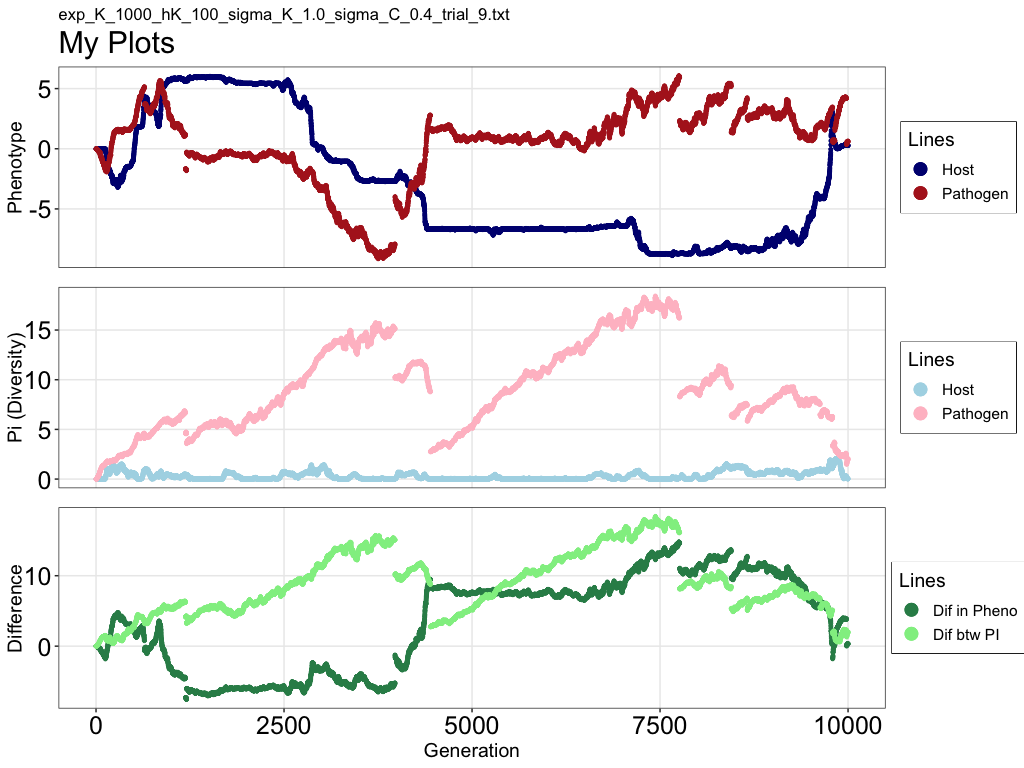 exp_K_1000_hK_100_sigma_K_1.0_sigma_C_0.4_trial_9.txt
My Plots
Phenotype
5
0
-5
Lines
Host
Pathogen
Pi (Diversity)
15
10
5
0
Lines
Host
Pathogen
Difference
10
0
Lines
Dif in Pheno
Dif btw PI
0
2500
5000
7500
10000
Generation